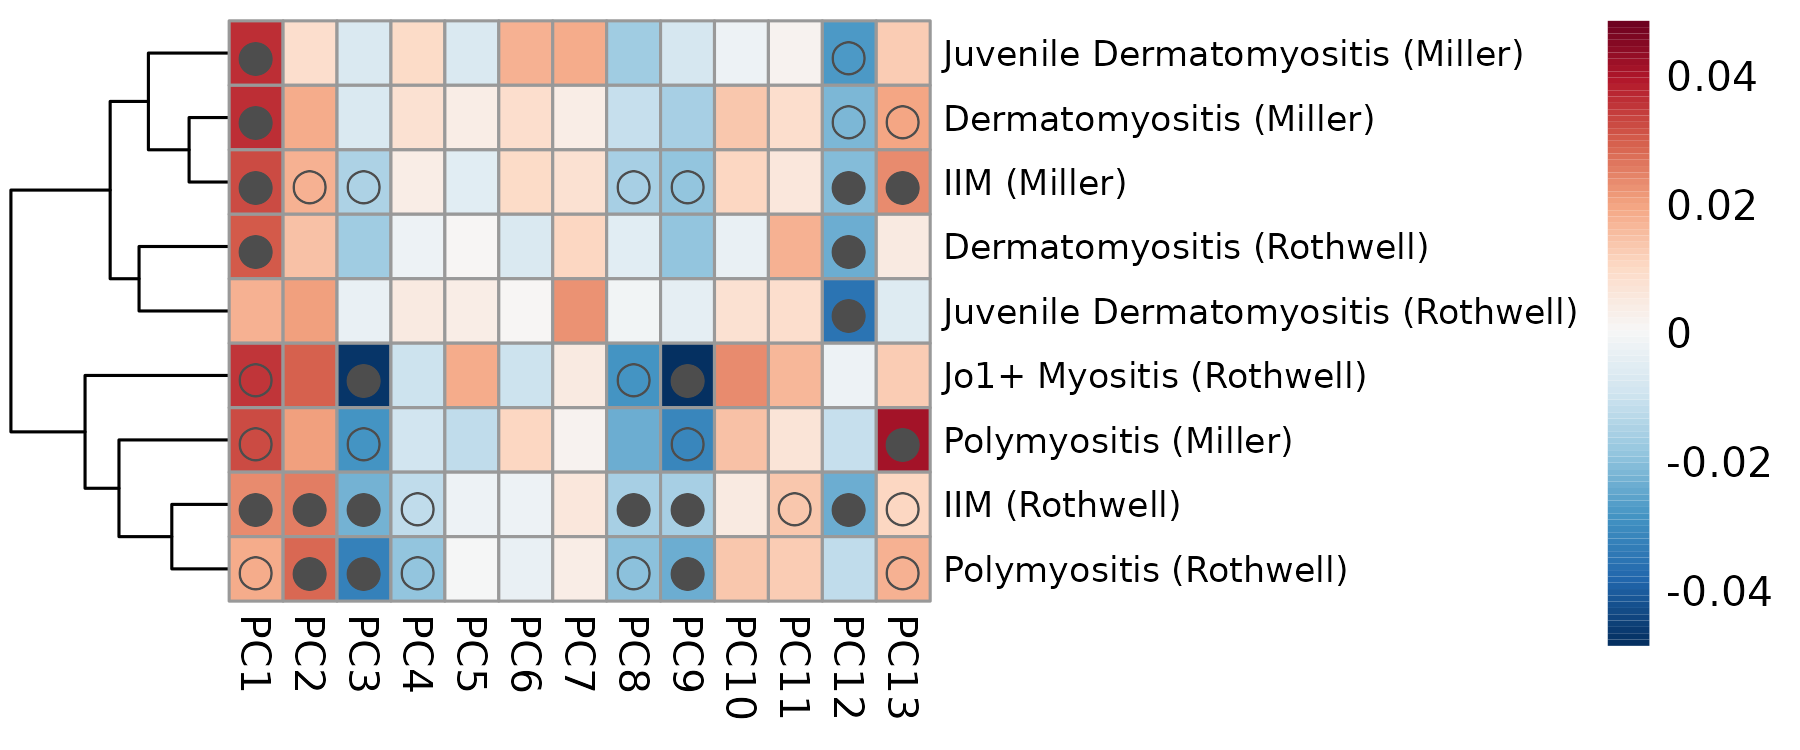 Juvenile Dermatomyositis (Miller)
Dermatomyositis (Miller)
IIM (Miller)
Dermatomyositis (Rothwell)
Juvenile Dermatomyositis (Rothwell)
Jo1+ Myositis (Rothwell)
Polymyositis (Miller)
IIM (Rothwell)
Polymyositis (Rothwell)
PC1
PC2
PC3
PC4
PC5
PC6
PC7
PC8
PC9
PC10
PC11
PC12
PC13
0.04
0.02
0
-0.02
-0.04